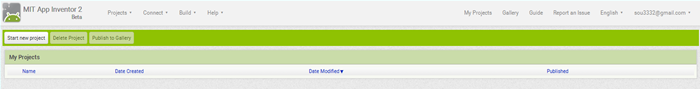 MIT App Inventor 2
Beta
Projects Connect Build Help My Projects Gallery Guide Report an Issue English sou3332@gmail.com
Start new project Delete Project Publish to Gallery
My Projects
Name Date Created Date Modified Published